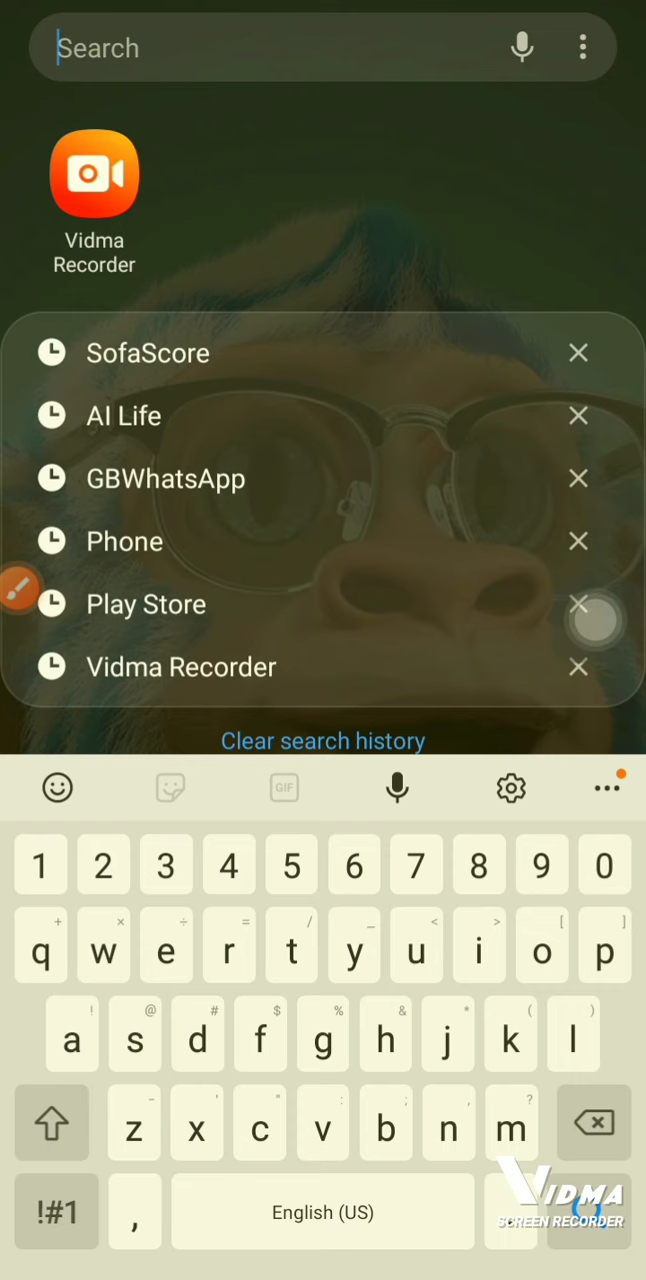 Search
Vidma
Recorder
SofaScore
AI Life
GBWhatsApp
Phone
Play Store
Vidma Recorder
Clear search history
GIF
1 2 3 4 5 6 7 8 9 0
+ × ÷ = / _ < > [ ]
q w e r t y u i o p
! @ # $ % & * ( )
a s d f g h j k l
- ' " : ; , ?
z x c v b n m
!#1 , English (US) .
VIDMA
SCREEN RECORDER